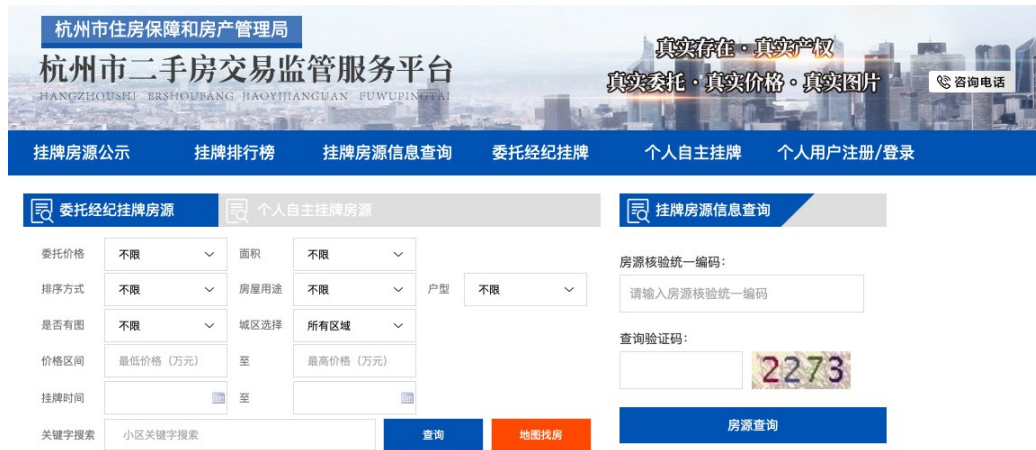 杭州市住房保障和房产管理局
杭州市二手房交易监管服务平台
HANGZHOUSHI ERSHOUFANG JIAOYIJIANGUAN FUWUPINGTAI
真实存在·真实产权
真实委托·真实价格·真实图片
咨询电话
挂牌房源公示 挂牌排行榜 挂牌房源信息查询 委托经纪挂牌 个人自主挂牌 个人用户注册/登录
委托经纪挂牌房源 个人自主挂牌房源
委托价格 不限 面积 不限
排序方式 不限 房屋用途 不限 户型 不限
是否有图 不限 城区选择 所有区域
价格区间 最低价格（万元） 至 最高价格（万元）
挂牌时间 至
关键字搜索 小区关键字搜索 查询 地图找房
挂牌房源信息查询
房源核验统一编码：
请输入房源核验统一编码
查询验证码：
2273
房源查询